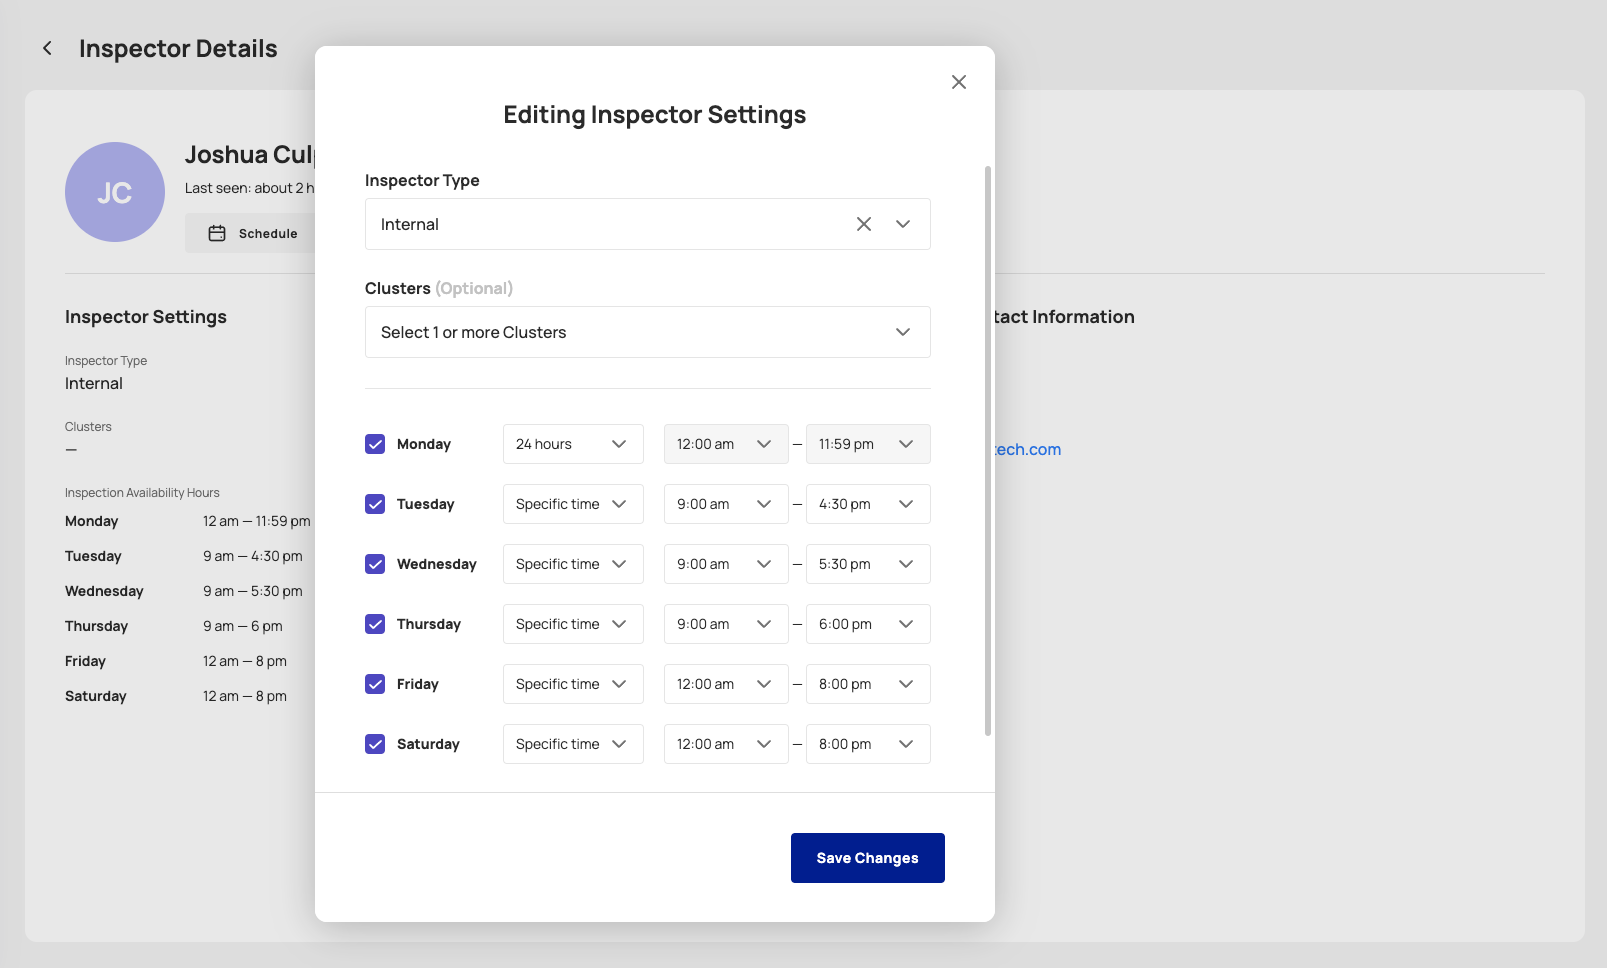 Inspector Details
JC
Joshua
Last seen: about 2
Schedule
Inspector Settings
Inspector Type
Internal
Clusters
—
Inspection Availability Hours
Monday 12 am — 11:59 pm
Tuesday 9 am — 4:30 pm
Wednesday 9 am — 5:30 pm
Thursday 9 am — 6 pm
Friday 12 am — 8 pm
Saturday 12 am — 8 pm
Information
tech.com
Editing Inspector Settings
Inspector Type
Internal
Clusters (Optional)
Select 1 or more Clusters
Monday 24 hours 12:00 am — 11:59 pm
Tuesday Specific time 9:00 am — 4:30 pm
Wednesday Specific time 9:00 am — 5:30 pm
Thursday Specific time 9:00 am — 6:00 pm
Friday Specific time 12:00 am — 8:00 pm
Saturday Specific time 12:00 am — 8:00 pm
Save Changes